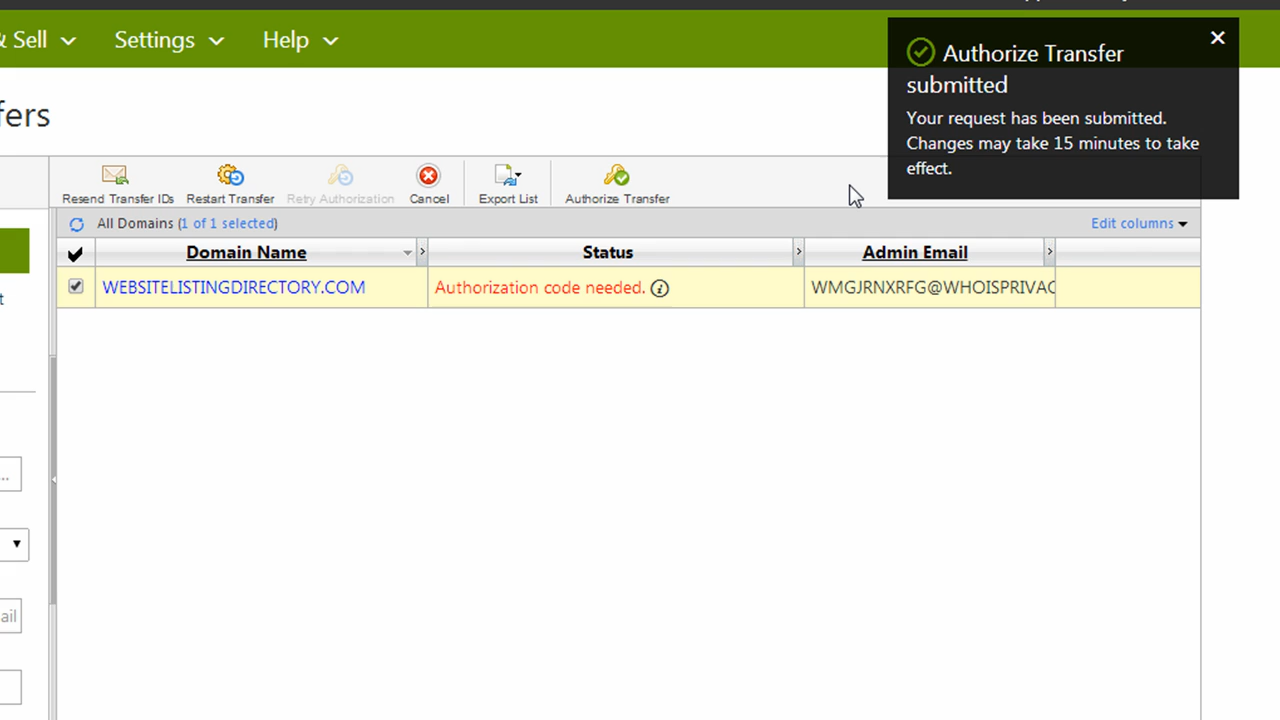 & Sell
Settings
Help
Authorize Transfer
submitted
Your request has been submitted.
Changes may take 15 minutes to take
effect.
fers
Resend Transfer IDs
Restart Transfer
Retry Authorization
Cancel
Export List
Authorize Transfer
All Domains (1 of 1 selected)
Edit columns
Domain Name
Status
Admin Email
WEBSITELISTINGDIRECTORY.COM
Authorization code needed.
WMGJRNXRFG@WHOISPRIVAC
t
...
ail